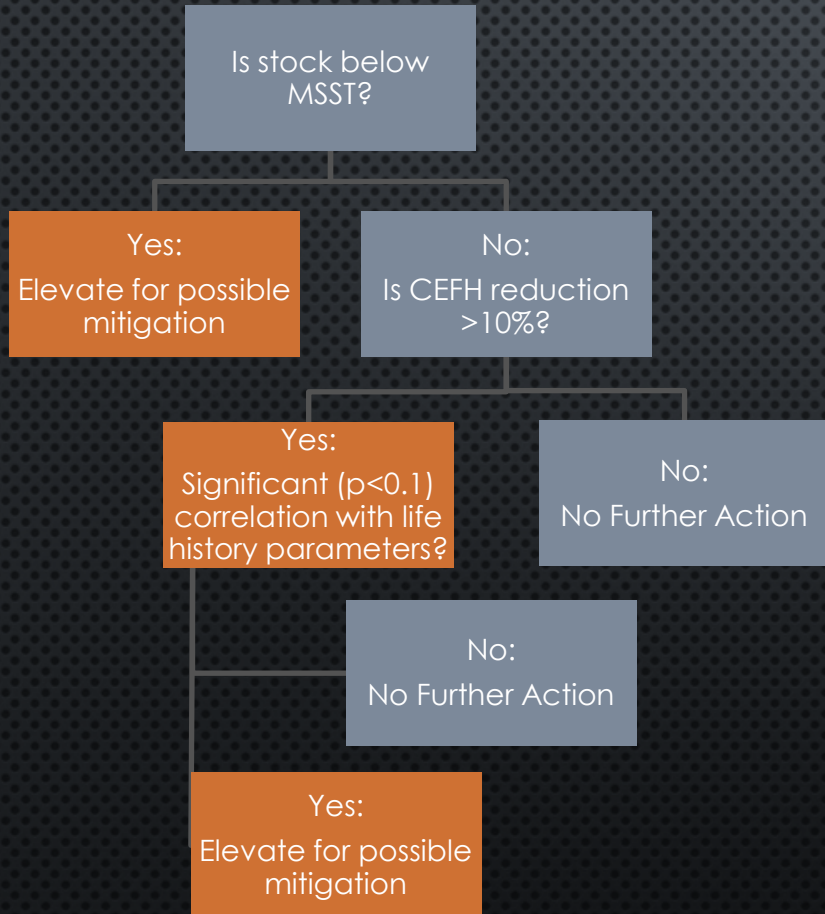 Is stock below
MSST?
Yes:
Elevate for possible
mitigation
No:
Is CEFH reduction
>10%?
Yes:
Significant (p<0.1)
correlation with life
history parameters?
No:
No Further Action
No:
No Further Action
Yes:
Elevate for possible
mitigation